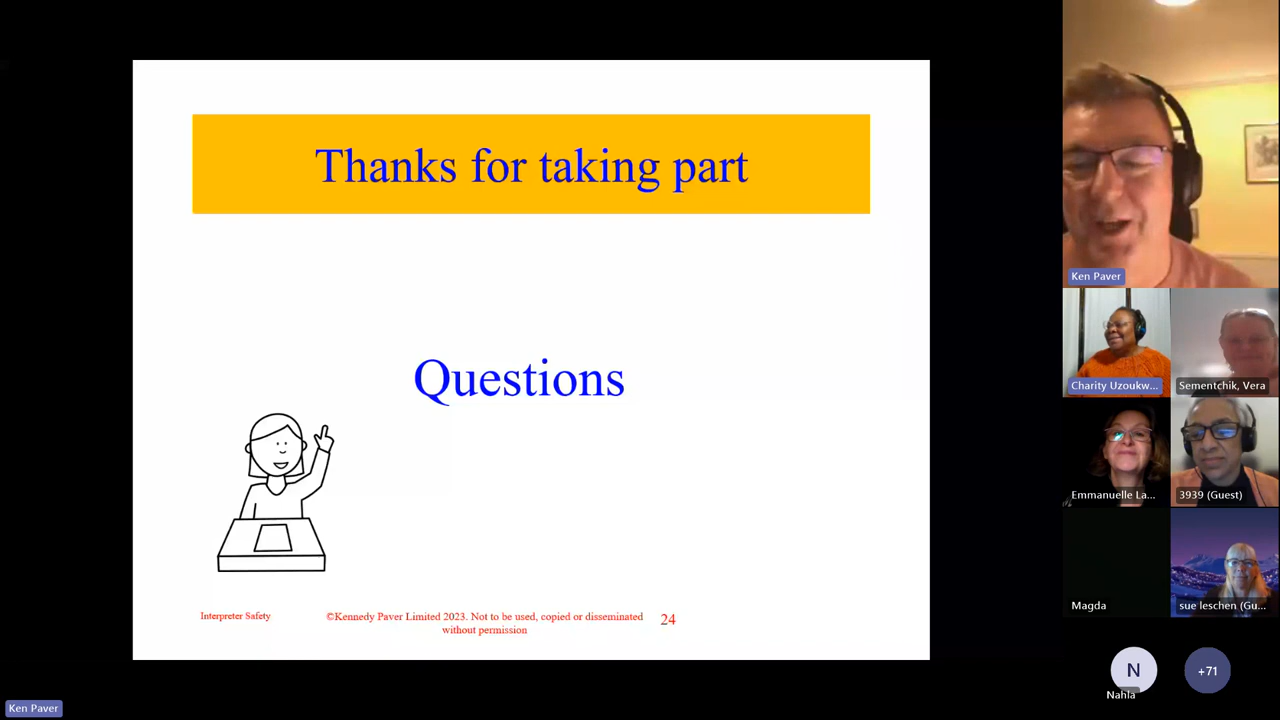 Thanks for taking part
Questions
Interpreter Safety
©Kennedy Paver Limited 2023. Not to be used, copied or disseminated
without permission
24
Ken Paver
Charity Uzoukw...
Sementchik, Vera
Emmanuelle La...
3939 (Guest)
Magda
sue leschen (Gu...
N
Nahla
+71
Ken Paver